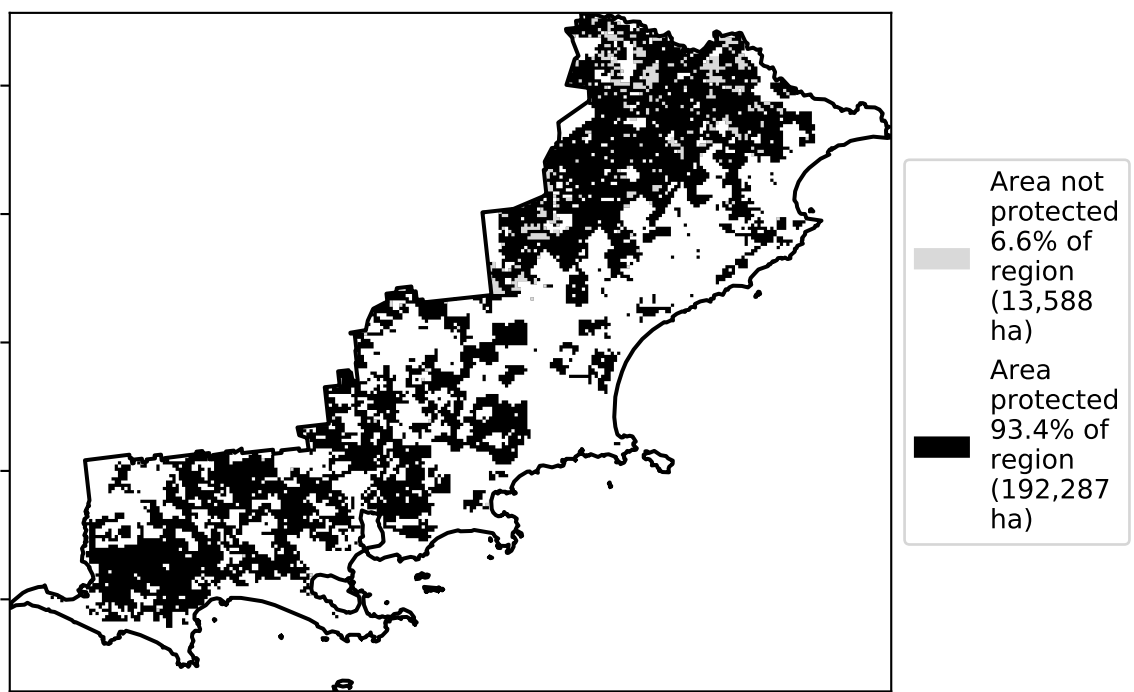 Area not
protected
6.6% of
region
(13,588
ha)
Area
protected
93.4% of
region
(192,287
ha)